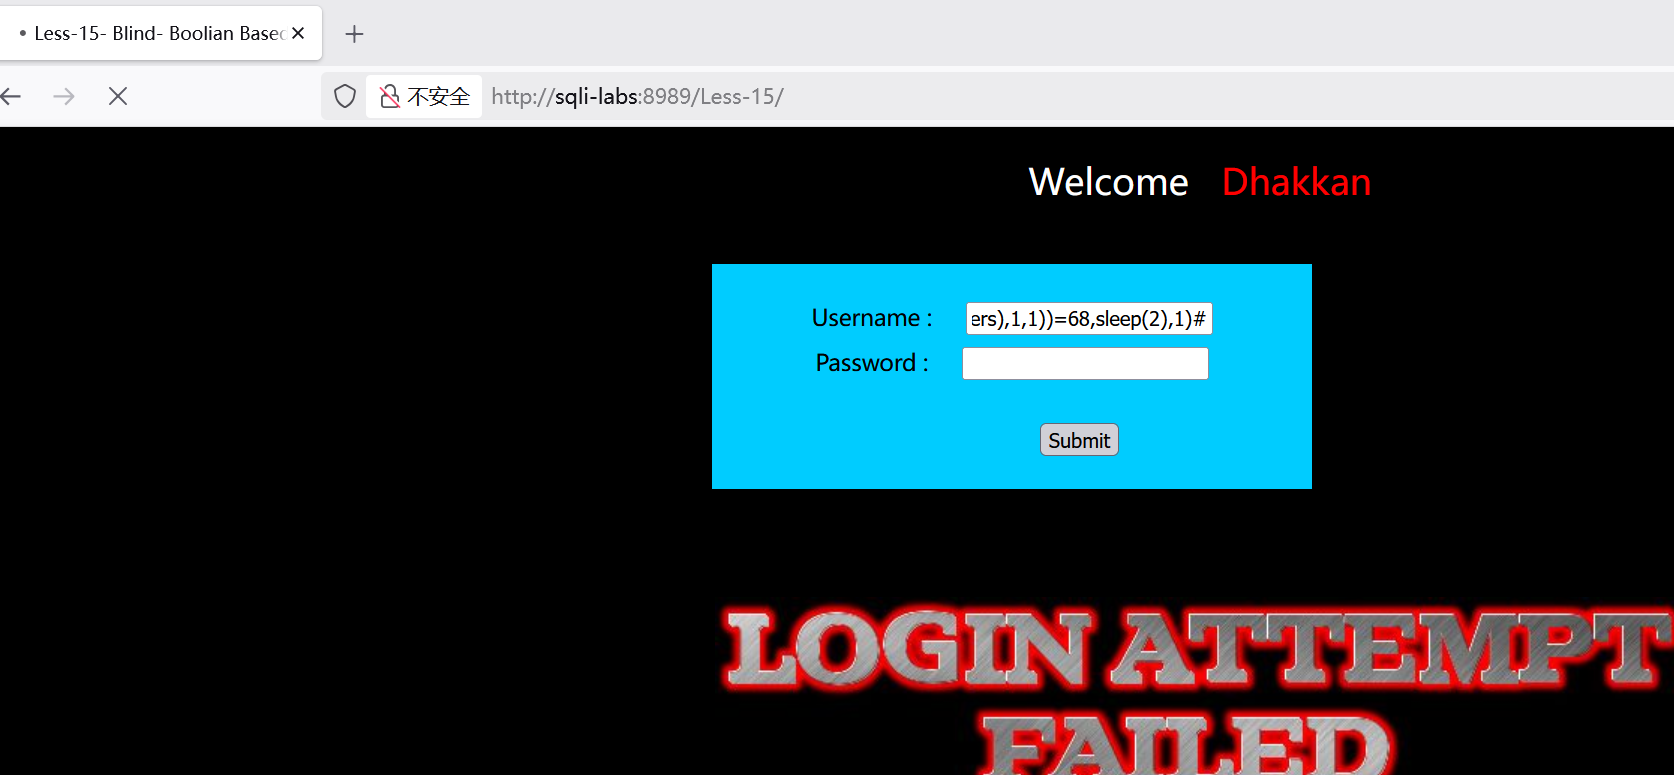 Less-15- Blind- Boolian Based
不安全 http://sqli-labs:8989/Less-15/
Welcome Dhakkan
Username : ers),1,1))=68,sleep(2),1)#
Password :
Submit
LOGIN ATTEMPT
FAILED